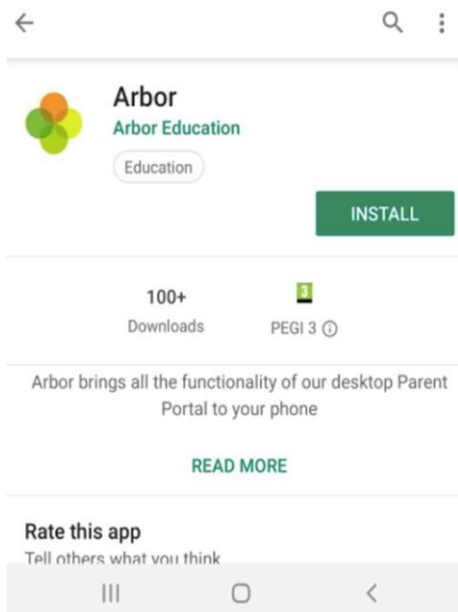 Arbor
Arbor Education
Education
INSTALL
100+
Downloads
3
PEGI 3
Arbor brings all the functionality of our desktop Parent
Portal to your phone
READ MORE
Rate this app
Tell others what you think